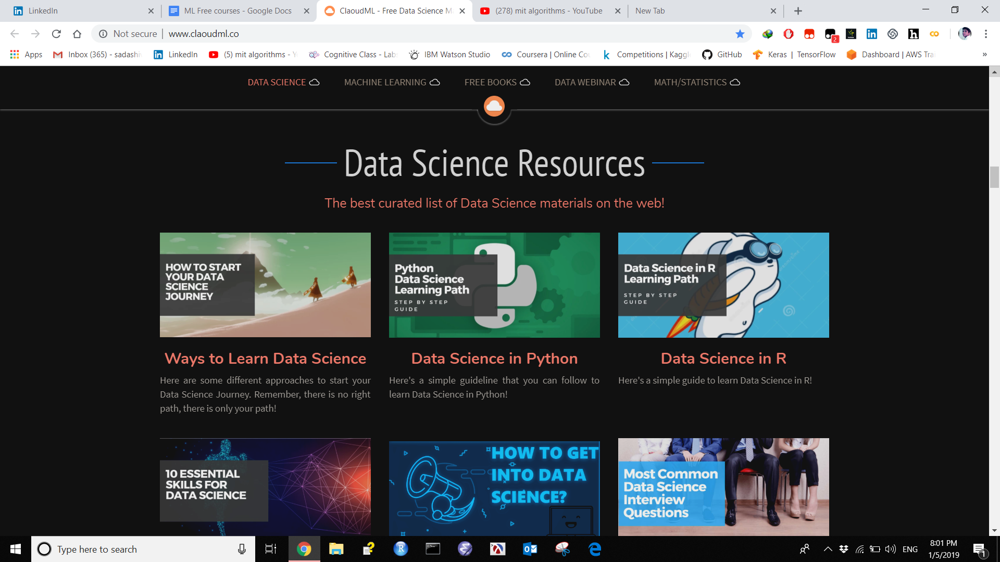 LinkedIn
ML Free courses - Google Docs
ClaoudML - Free Data Science M
(278) mit algorithms - YouTube
New Tab
Not secure
www.claoudml.co
2
Apps
Inbox (365) - sadashiv
LinkedIn
(5) mit algorithms - Y
Cognitive Class - Labs
IBM Watson Studio
Coursera | Online Cou
Competitions | Kaggl
GitHub
Keras | TensorFlow
Dashboard | AWS Trai
»
DATA SCIENCE
MACHINE LEARNING
FREE BOOKS
DATA WEBINAR
MATH/STATISTICS
Data Science Resources
The best curated list of Data Science materials on the web!
HOW TO START
YOUR DATA
SCIENCE
JOURNEY
Python
Data Science
Learning Path
STEP BY STEP
GUIDE
Data Science in R
Learning Path
STEP BY STEP
GUIDE
Ways to Learn Data Science
Here are some different approaches to start your
Data Science Journey. Remember, there is no right
path, there is only your path!
Data Science in Python
Here's a simple guideline that you can follow to
learn Data Science in Python!
Data Science in R
Here's a simple guide to learn Data Science in R!
10 ESSENTIAL
SKILLS FOR
DATA SCIENCE
HOW TO GET
INTO DATA
SCIENCE?
Most Common
Data Science
Interview
Questions
Type here to search
ENG
8:01 PM
1/5/2019
1